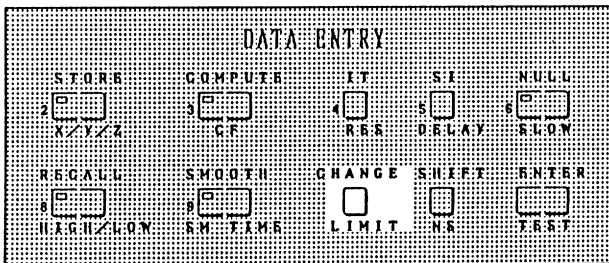 DATA ENTRY
STORE COMPUTE IT SI NULL
2 3 4 5 6
X/Y/Z CF RES DELAY SLOW
RECALL SMOOTH CHANGE SHIFT ENTER
8 9
HIGH/LOW SM TIME LIMIT NS TEST